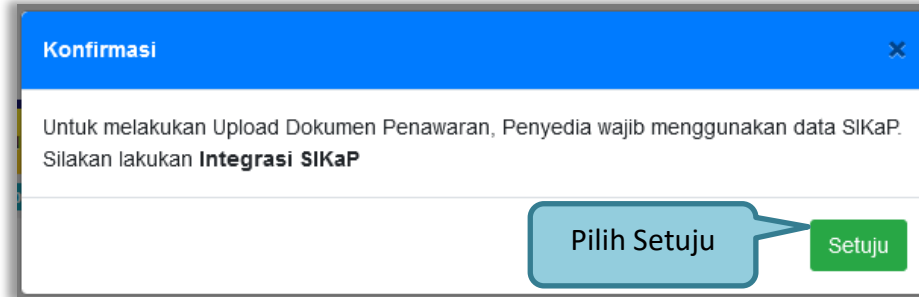 Konfirmasi ×
Untuk melakukan Upload Dokumen Penawaran, Penyedia wajib menggunakan data SIKaP.
Silakan lakukan Integrasi SIKaP
Pilih Setuju
Setuju